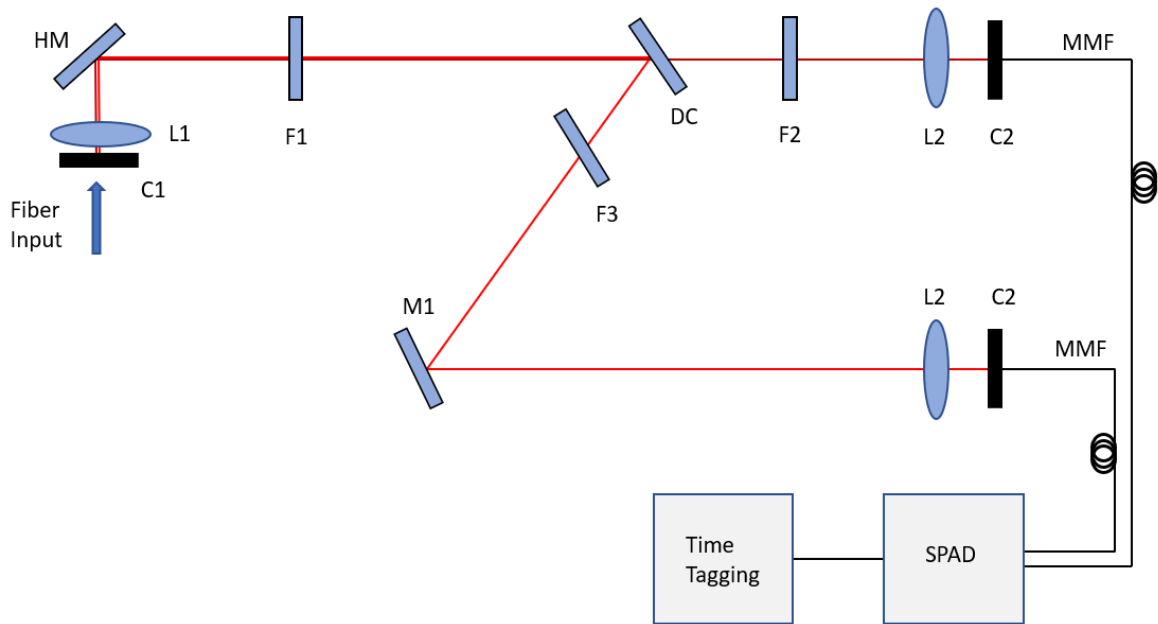 HM
MMF
L1
F1
DC
F2
L2
C2
C1
Fiber
Input
F3
M1
L2
C2
MMF
Time
Tagging
SPAD